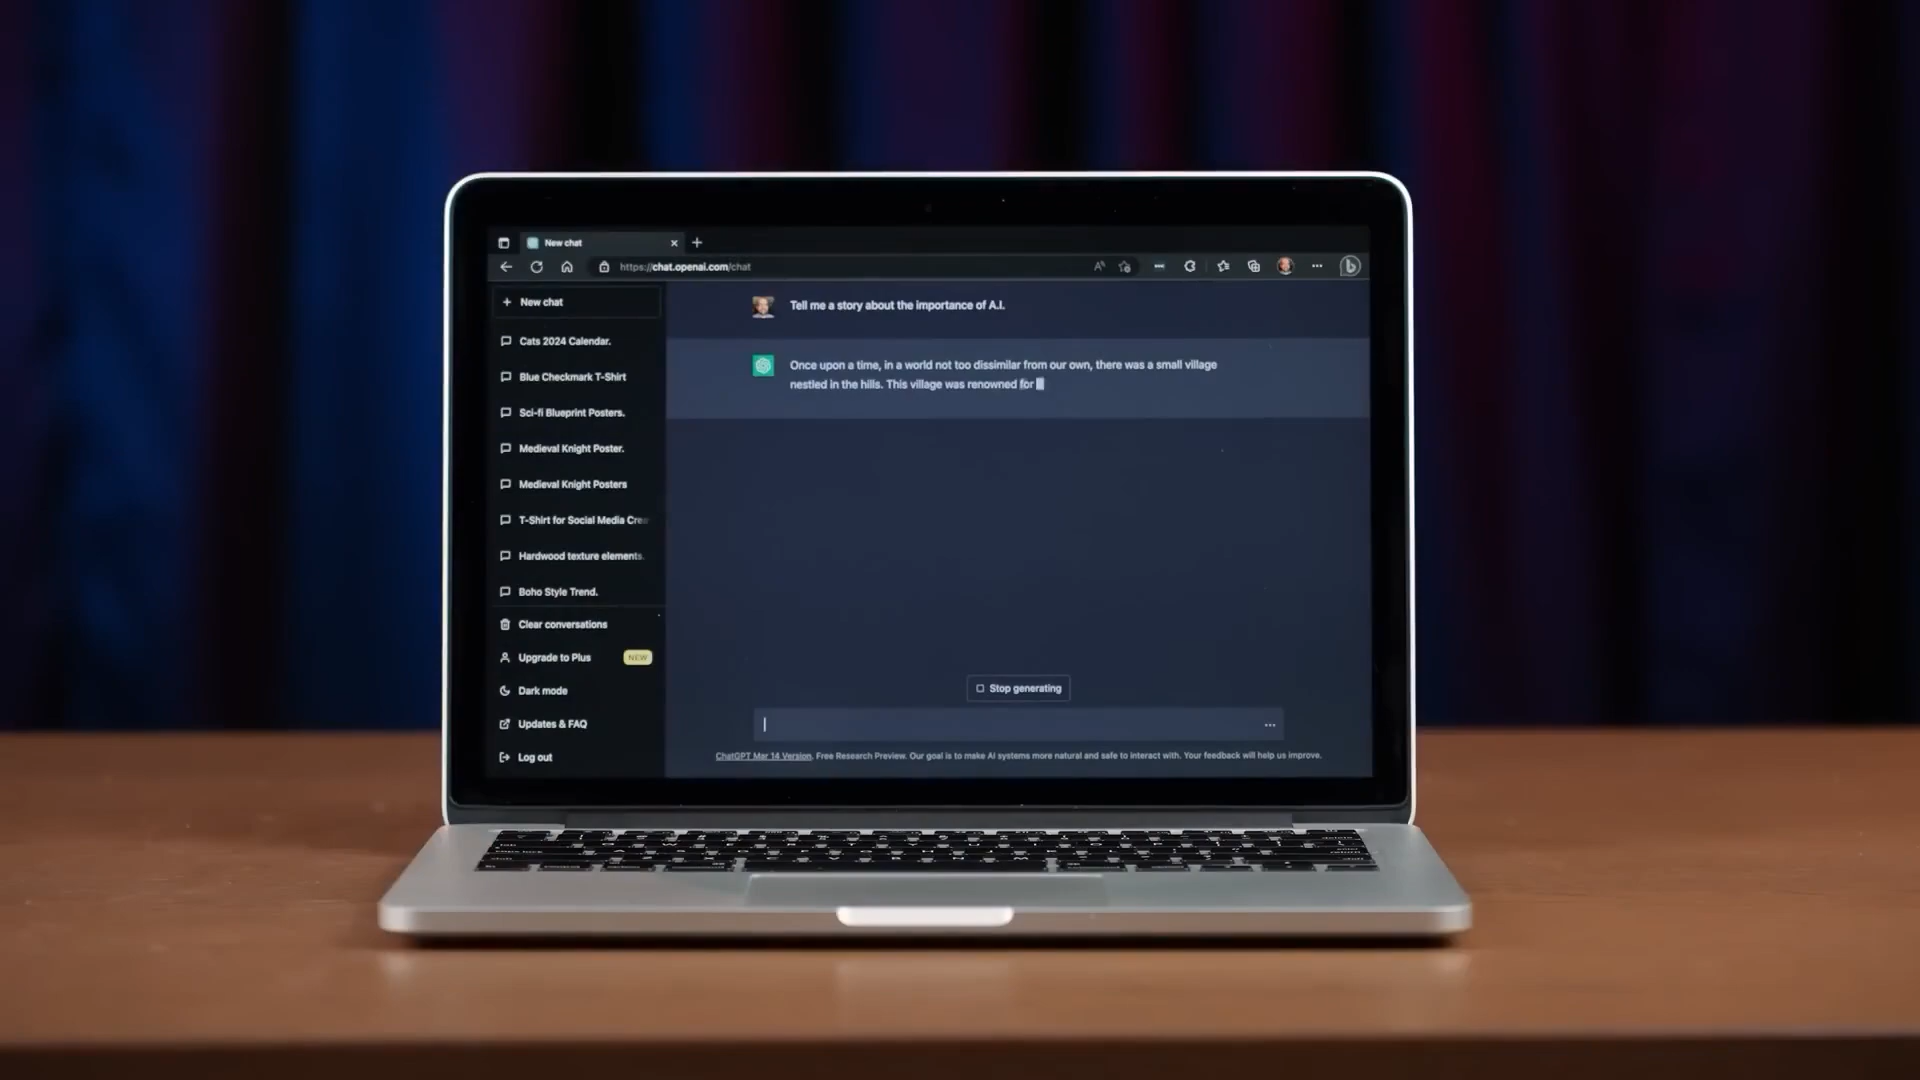 New chat
https://chat.openai.com/chat
New chat
Cats 2024 Calendar.
Blue Checkmark T-Shirt
Sci-fi Blueprint Posters.
Medieval Knight Poster.
Medieval Knight Posters
T-Shirt for Social Media Crea
Hardwood texture elements.
Boho Style Trend.
Clear conversations
Upgrade to Plus NEW
Dark mode
Updates & FAQ
Log out
Tell me a story about the importance of A.I.
Once upon a time, in a world not too dissimilar from our own, there was a small village
nestled in the hills. This village was renowned for
Stop generating
ChatGPT Mar 14 Version. Free Research Preview. Our goal is to make AI systems more natural and safe to interact with. Your feedback will help us improve.